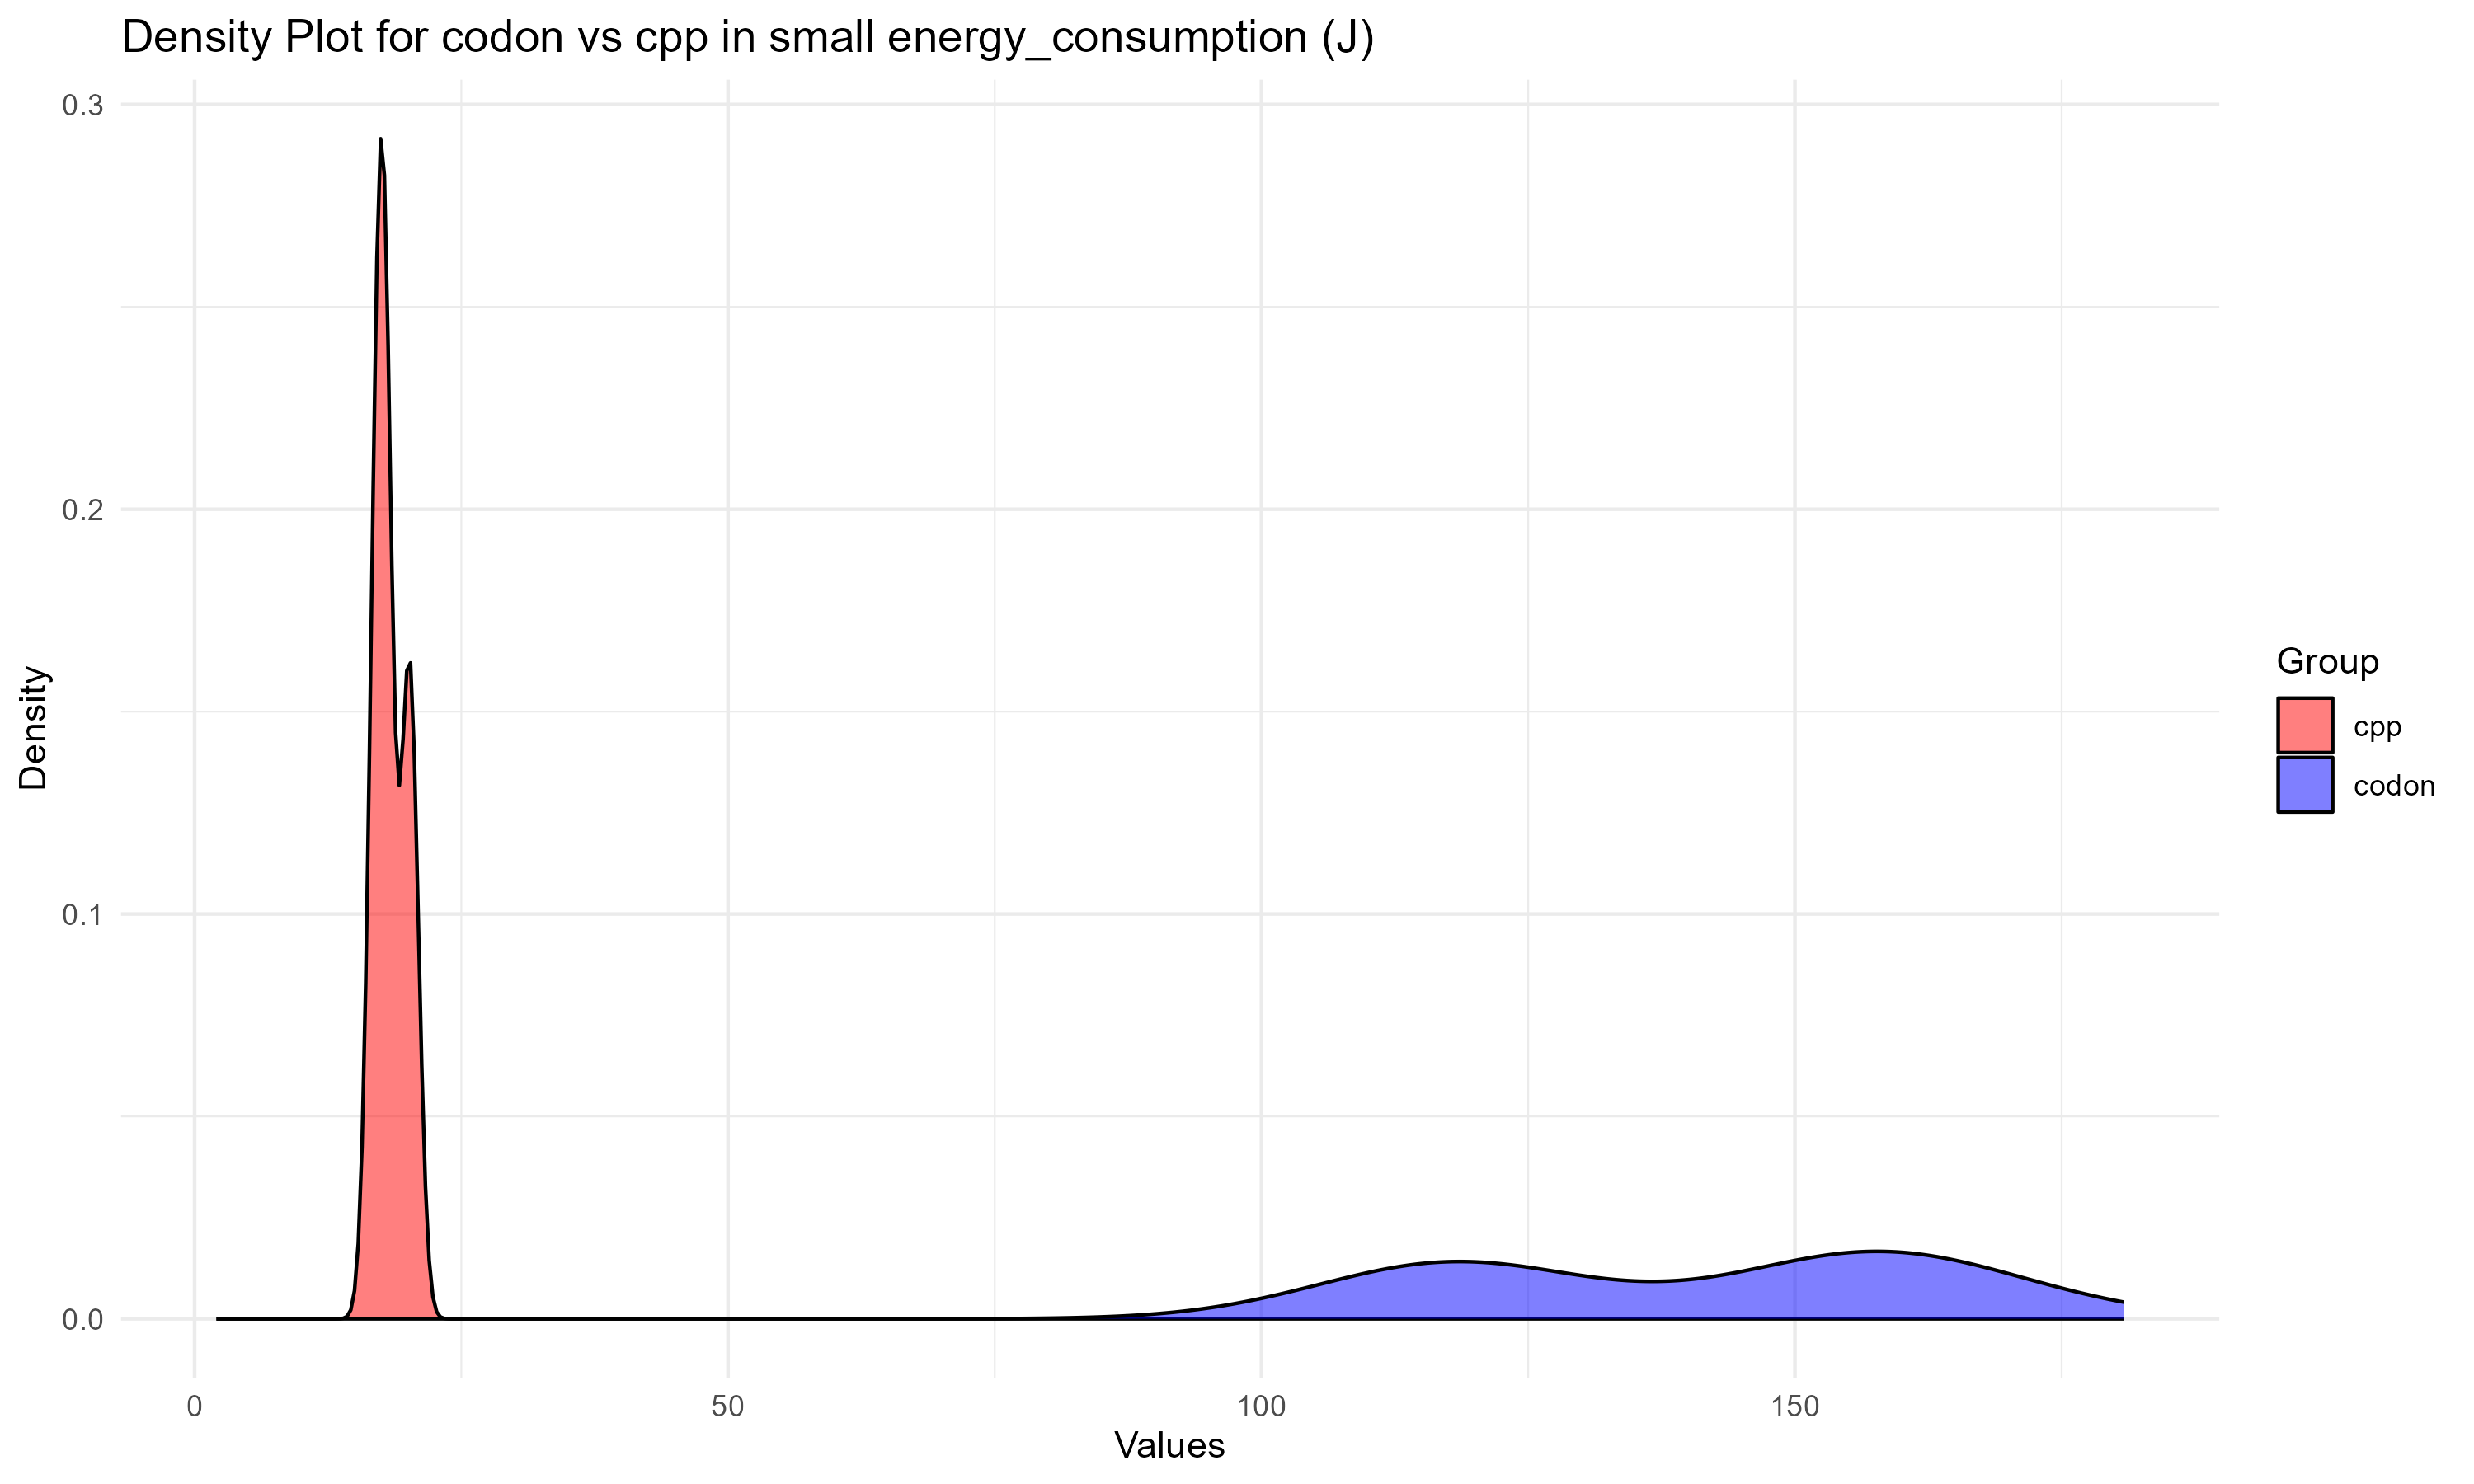 Density Plot for codon vs cpp in small energy_consumption (J)
0.3
0.2
0.1
0.0
Density
0
50
100
150
Values
Group
cpp
codon